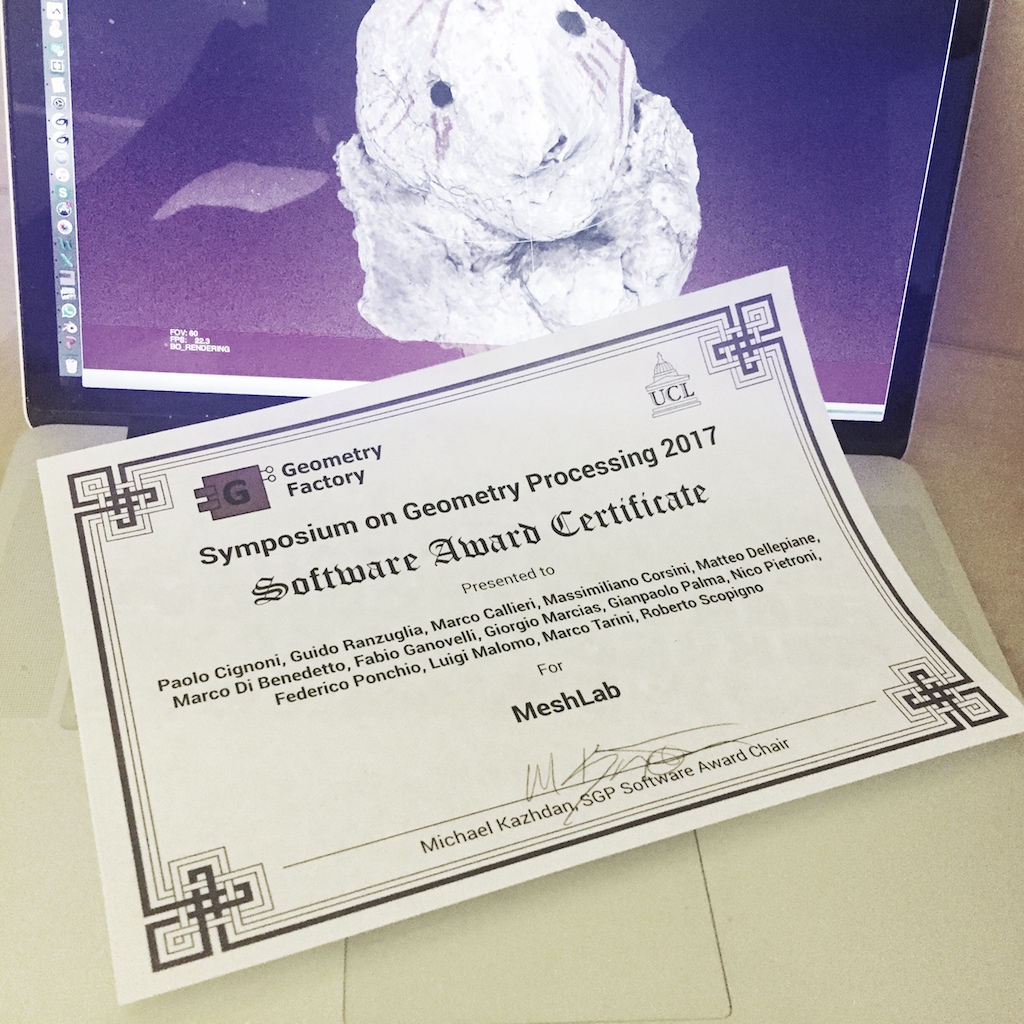 FOV: 60
FPS: 22.3
BO_RENDERING
UCL
G
Geometry
Factory
Symposium on Geometry Processing 2017
Software Award Certificate
Presented to
Paolo Cignoni, Guido Ranzuglia, Marco Callieri, Massimiliano Corsini, Matteo Dellepiane,
Marco Di Benedetto, Fabio Ganovelli, Giorgio Marcias, Gianpaolo Palma, Nico Pietroni,
Federico Ponchio, Luigi Malomo, Marco Tarini, Roberto Scopigno
For
MeshLab
Michael Kazhdan, SGP Software Award Chair